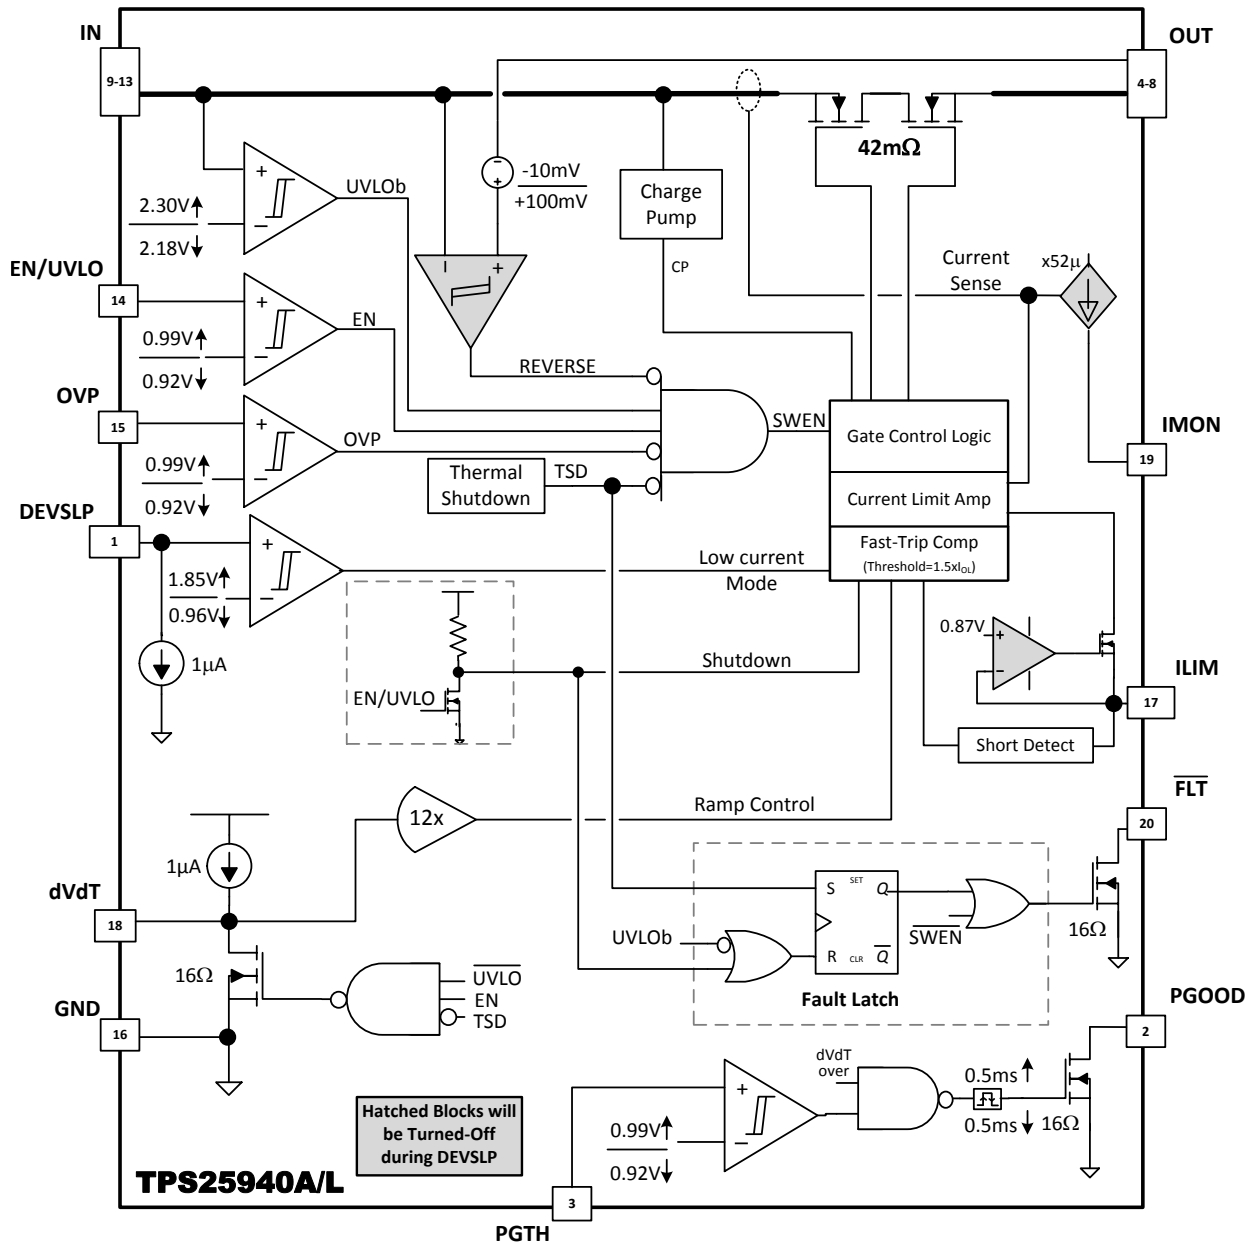 IN
OUT
9-13
4-8
42mΩ
-10mV
+100mV
Charge
Pump
CP
UVLOb
+
−
2.30V
2.18V
−
+
−
+
Current
Sense
x52µ
EN/UVLO
14
+
−
EN
0.99V
0.92V
REVERSE
OVP
15
+
−
OVP
0.99V
0.92V
Thermal
Shutdown
TSD
SWEN
Gate Control Logic
Current Limit Amp
Fast-Trip Comp
(Threshold=1.5xIOL)
IMON
19
DEVSLP
1
+
−
1.85V
0.96V
Low current
Mode
1µA
EN/UVLO
Shutdown
0.87V
+
−
ILIM
17
Short Detect
12x
Ramp Control
FLT
20
1µA
dVdT
18
16Ω
UVLO
EN
TSD
GND
16
S
SET
Q
R
CLR
Q
UVLOb
SWEN
Fault Latch
16Ω
PGOOD
2
dVdT
over
+
−
0.99V
0.92V
0.5ms
0.5ms
16Ω
Hatched Blocks will
be Turned-Off
during DEVSLP
TPS25940A/L
3
PGTH